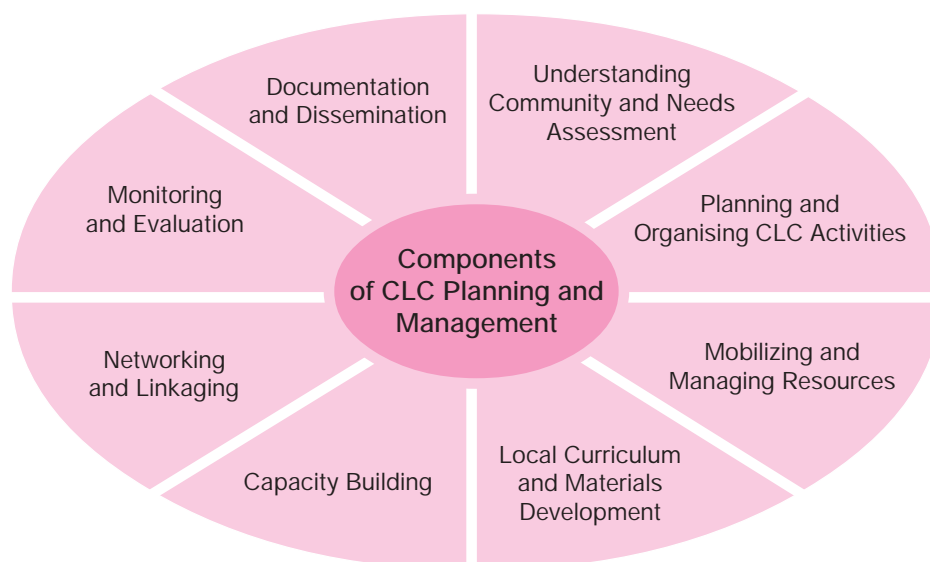 Documentation
and Dissemination
Understanding
Community and Needs
Assessment
Monitoring
and Evaluation
Planning and
Organising CLC Activities
Components
of CLC Planning and
Management
Networking
and Linkaging
Mobilizing and
Managing Resources
Capacity Building
Local Curriculum
and Materials
Development